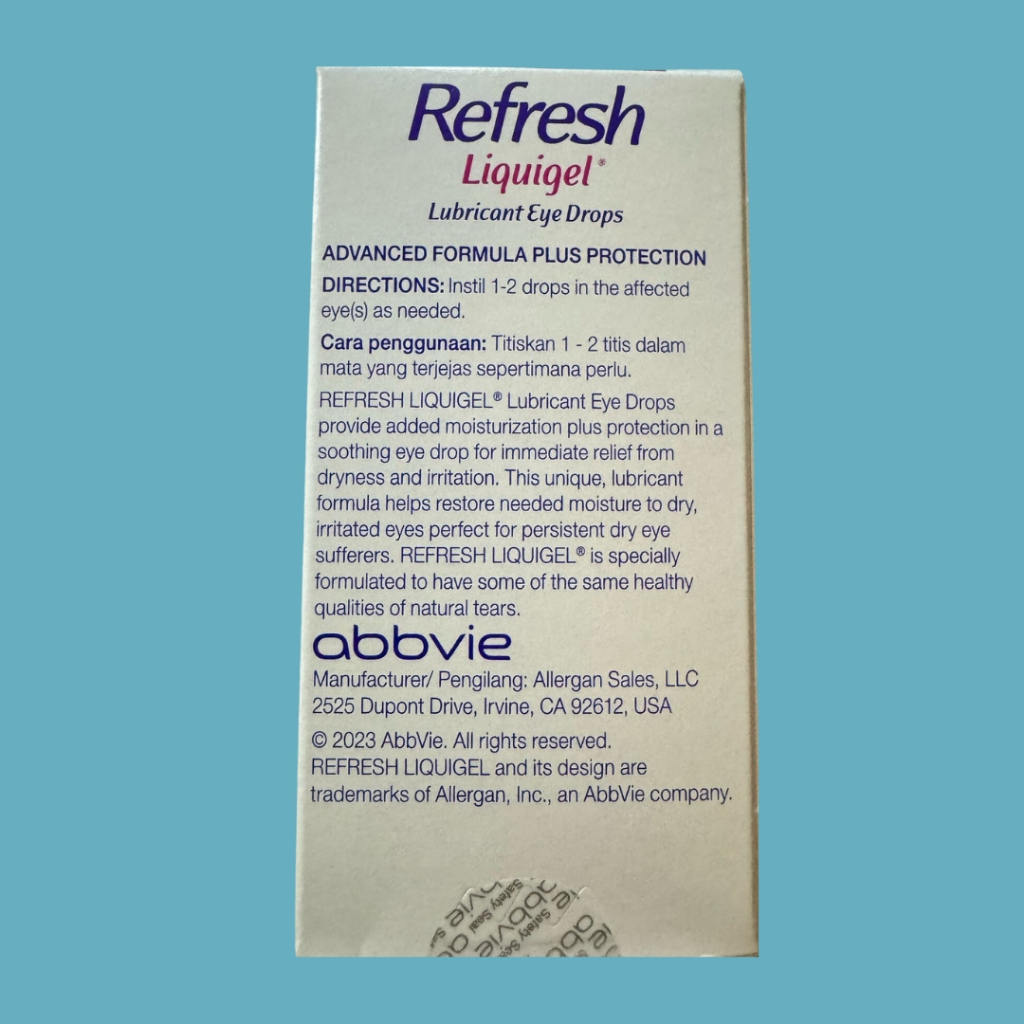 Refresh
Liquigel®
Lubricant Eye Drops
ADVANCED FORMULA PLUS PROTECTION
DIRECTIONS: Instil 1-2 drops in the affected
eye(s) as needed.
Cara penggunaan: Titiskan 1 - 2 titis dalam
mata yang terjejas sepertimana perlu.
REFRESH LIQUIGEL® Lubricant Eye Drops
provide added moisturization plus protection in a
soothing eye drop for immediate relief from
dryness and irritation. This unique, lubricant
formula helps restore needed moisture to dry,
irritated eyes perfect for persistent dry eye
sufferers. REFRESH LIQUIGEL® is specially
formulated to have some of the same healthy
qualities of natural tears.
abbvie
Manufacturer/ Pengilang: Allergan Sales, LLC
2525 Dupont Drive, Irvine, CA 92612, USA
© 2023 AbbVie. All rights reserved.
REFRESH LIQUIGEL and its design are
trademarks of Allergan, Inc., an AbbVie company.
abbvie
Safety Seal